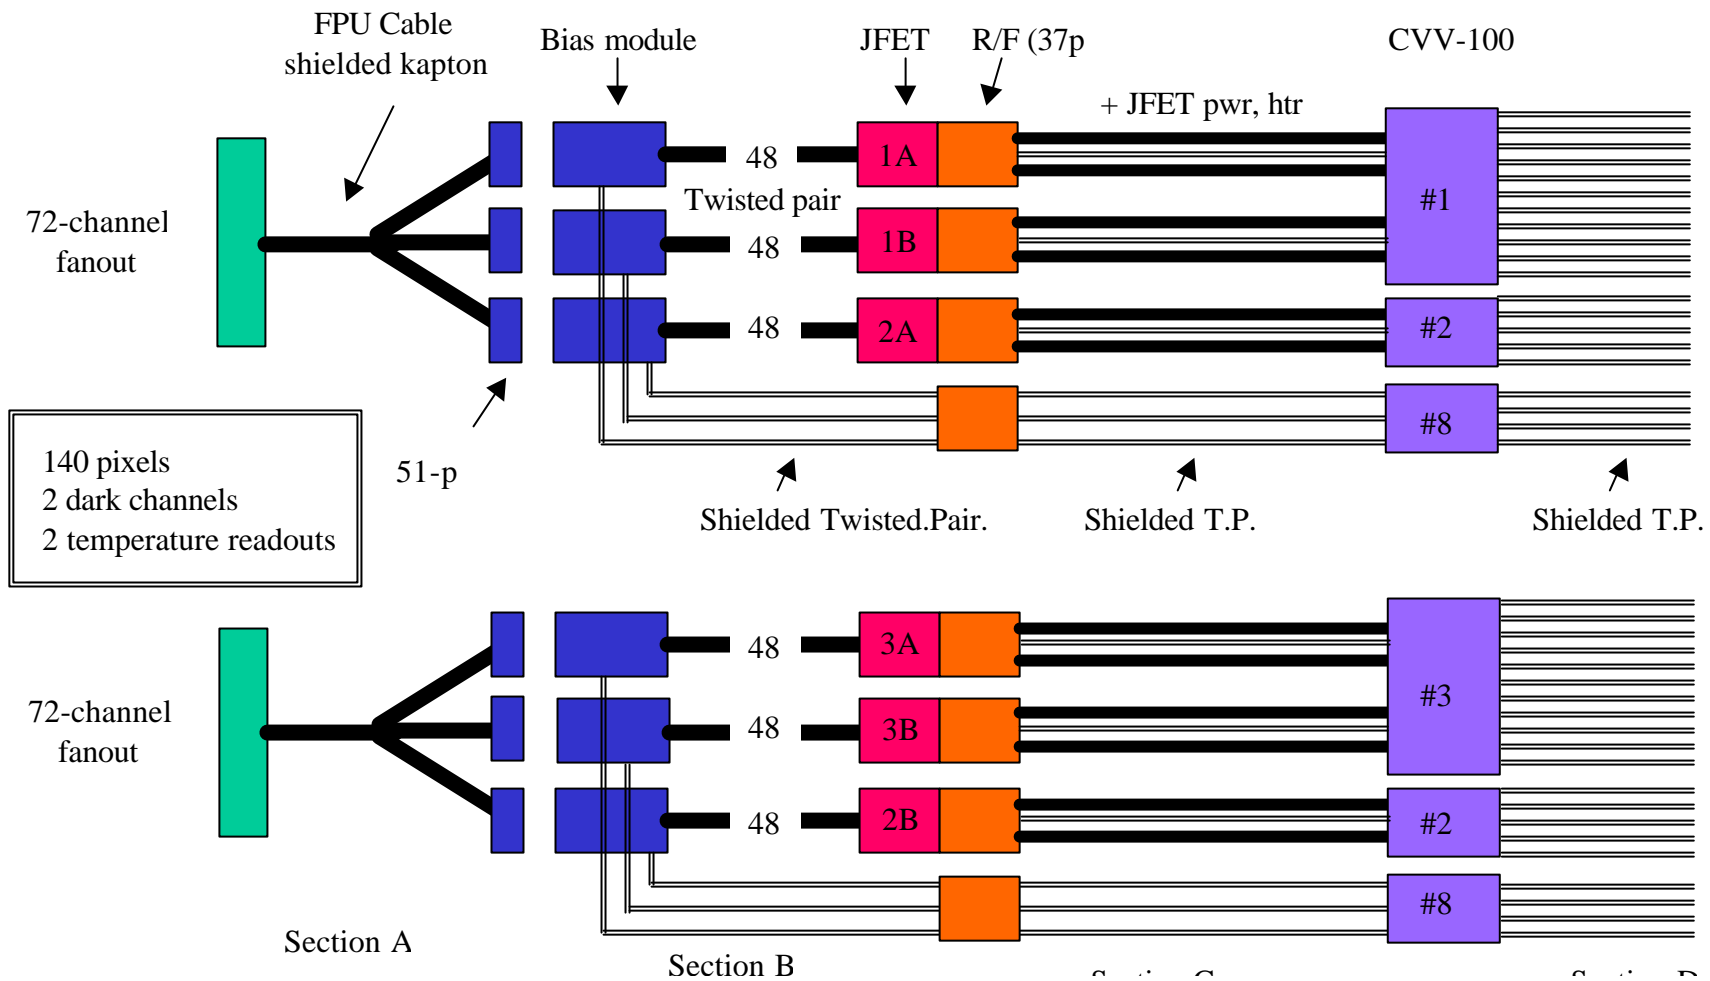 FPU Cable
shielded kapton
Bias module
JFET
R/F (37p
CVV-100
+ JFET pwr, htr
48
1A
Twisted pair
#1
72-channel
fanout
48
1B
48
2A
#2
#8
51-p
140 pixels
2 dark channels
2 temperature readouts
Shielded Twisted.Pair.
Shielded T.P.
Shielded T.P.
48
3A
#3
72-channel
fanout
48
3B
48
2B
#2
#8
Section A
Section B
Section C
Section D